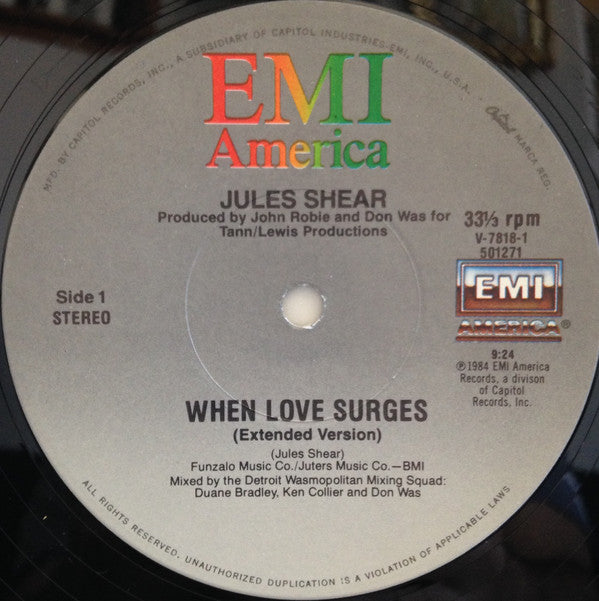 MFD. BY CAPITOL RECORDS, INC., A SUBSIDIARY OF CAPITOL INDUSTRIES-EMI, INC., U.S.A.
Capitol MARCA REG.
EMI
America
JULES SHEAR
Produced by John Robie and Don Was for
Tann/Lewis Productions
33⅓ rpm
V-7818-1
501271
Side 1
STEREO
EMI
AMERICA®
9:24
℗1984 EMI America
Records, a divison
of Capitol
Records, Inc.
WHEN LOVE SURGES
(Extended Version)
(Jules Shear)
Funzalo Music Co./Juters Music Co.—BMI
Mixed by the Detroit Wasmopolitan Mixing Squad:
Duane Bradley, Ken Collier and Don Was
ALL RIGHTS RESERVED. UNAUTHORIZED DUPLICATION IS A VIOLATION OF APPLICABLE LAWS